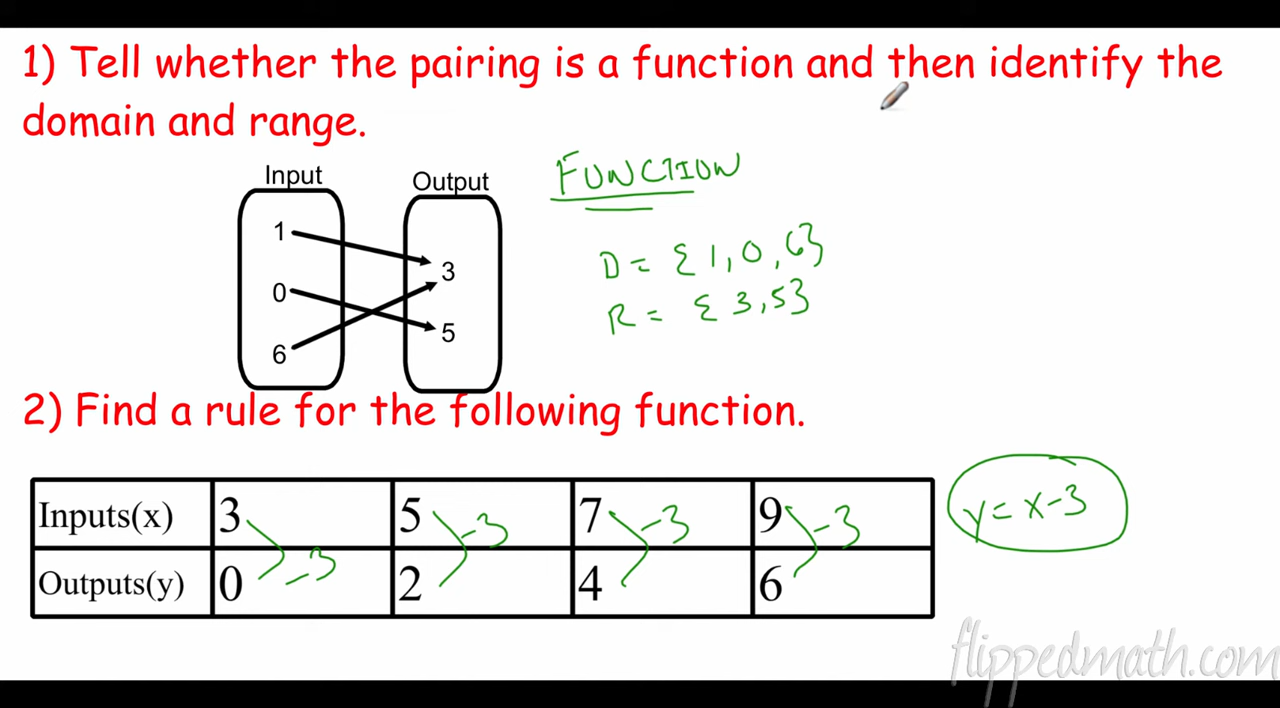 1) Tell whether the pairing is a function and then identify the
domain and range.
Input
Output
FUNCTION
1
0
6
3
5
D = {1,0,6}
R = {3,5}
2) Find a rule for the following function.
Inputs(x) 3 5 7 9
-3 -3 -3 -3
Outputs(y) 0 2 4 6
y = x-3
flippedmath.com